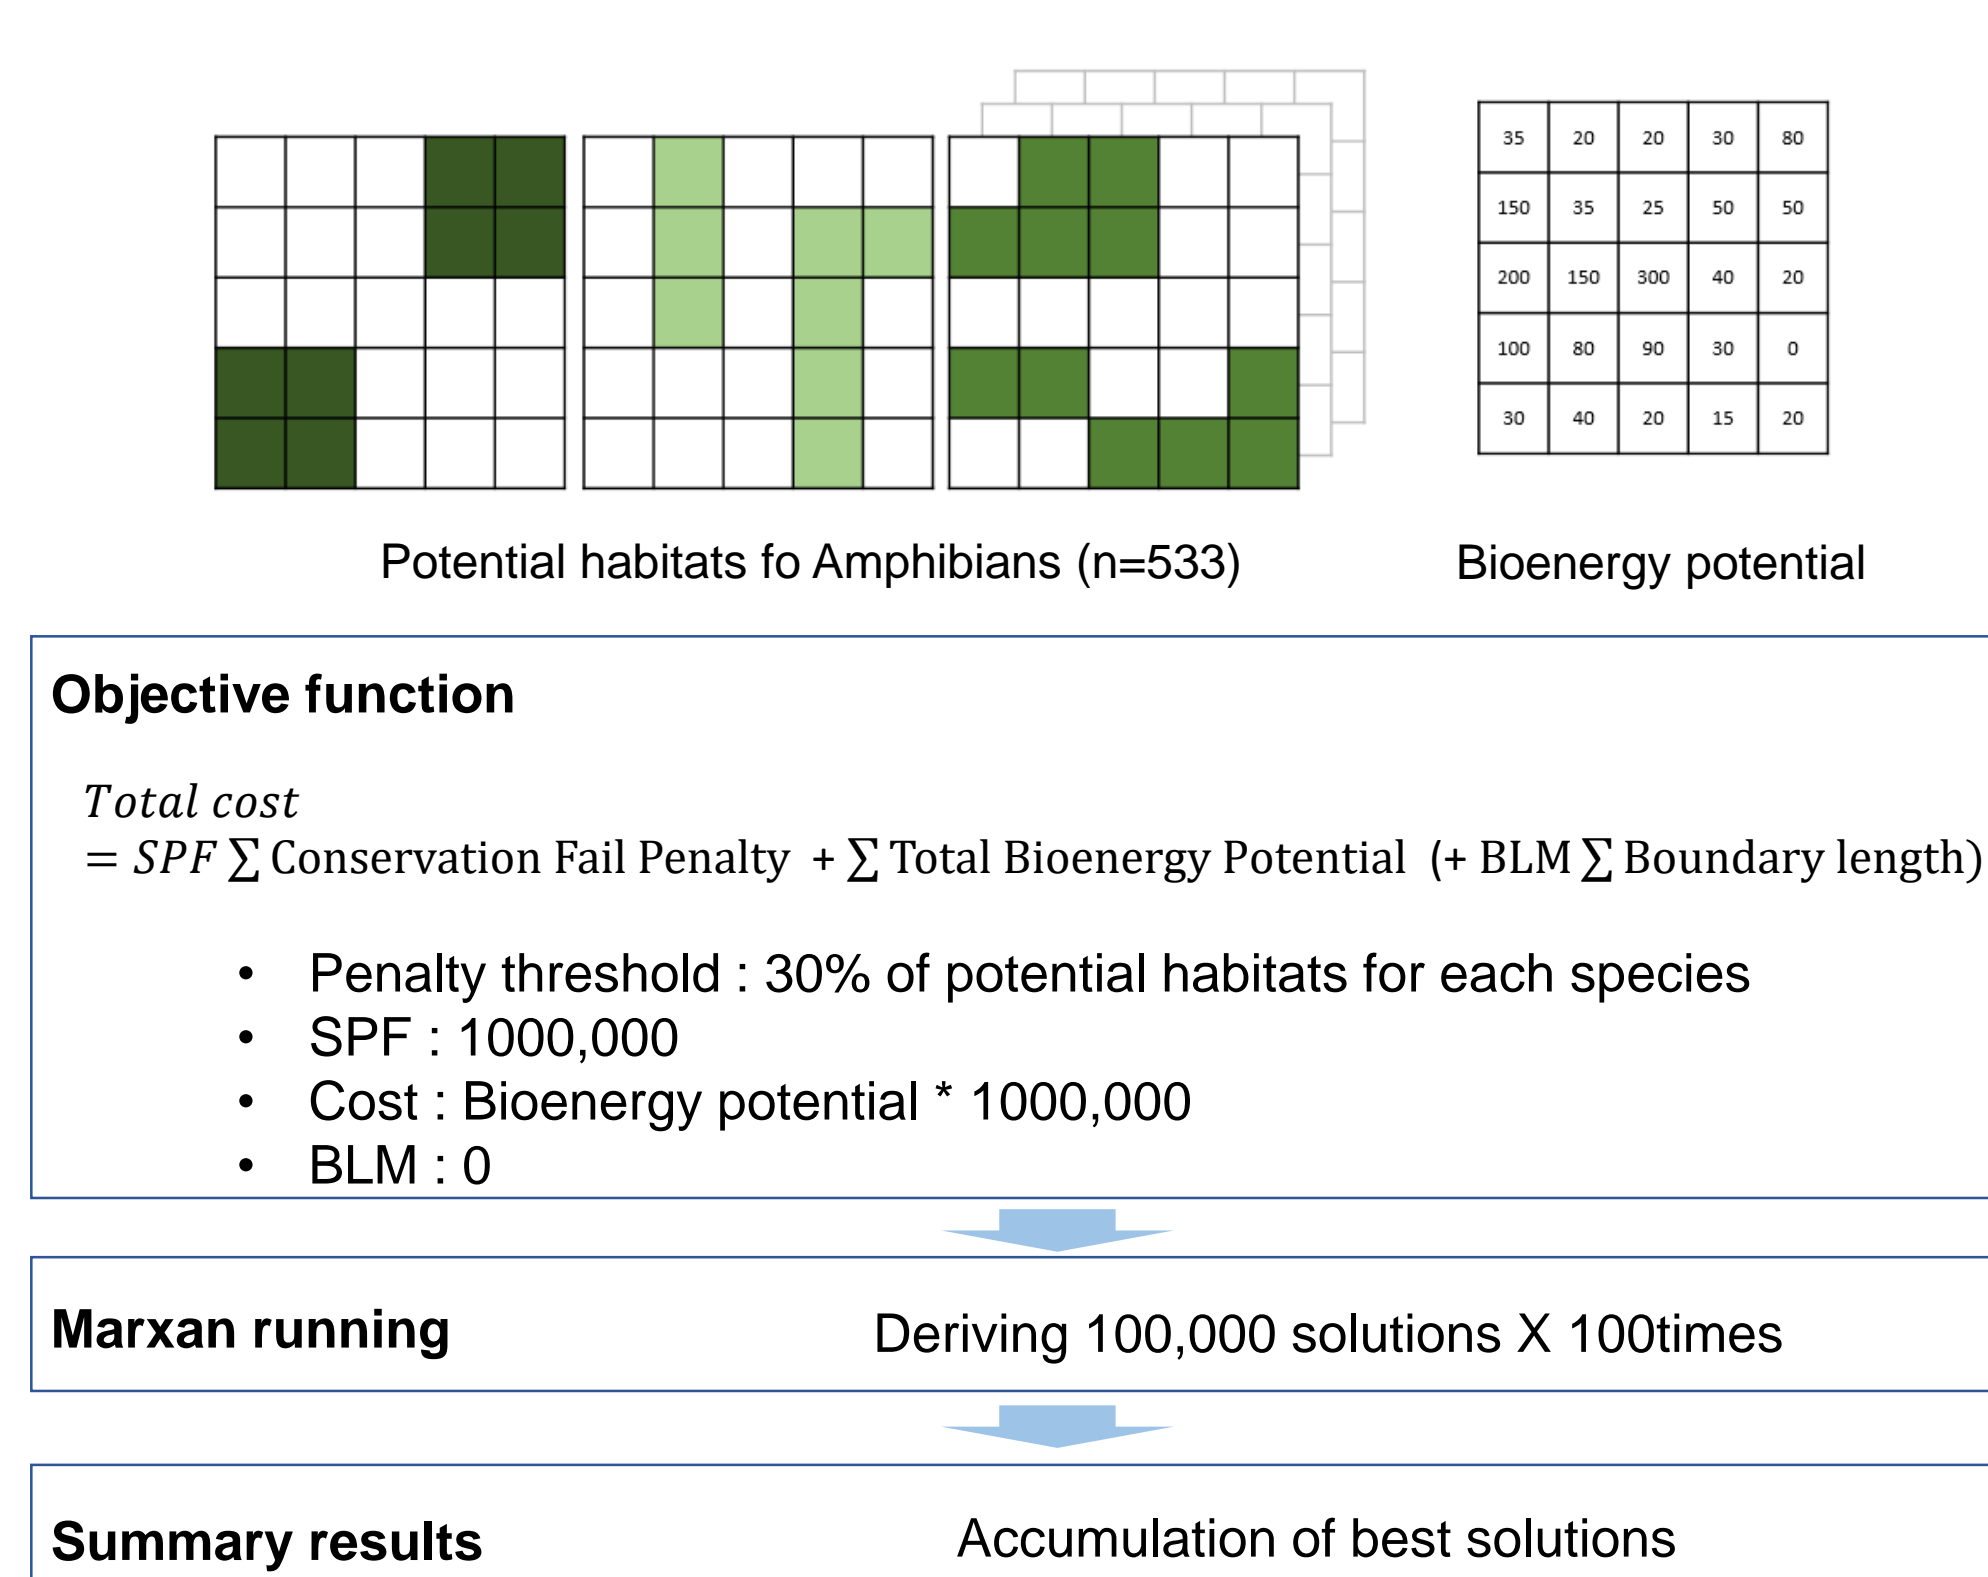 35 20 20 30 80
150 35 25 50 50
200 150 300 40 20
100 80 90 30 0
30 40 20 15 20
Potential habitats fo Amphibians (n=533)
Bioenergy potential
Objective function
Total cost
= SPF ∑ Conservation Fail Penalty + ∑ Total Bioenergy Potential (+ BLM ∑ Boundary length)
• Penalty threshold : 30% of potential habitats for each species
• SPF : 1000,000
• Cost : Bioenergy potential * 1000,000
• BLM : 0
Marxan running
Deriving 100,000 solutions X 100times
Summary results
Accumulation of best solutions